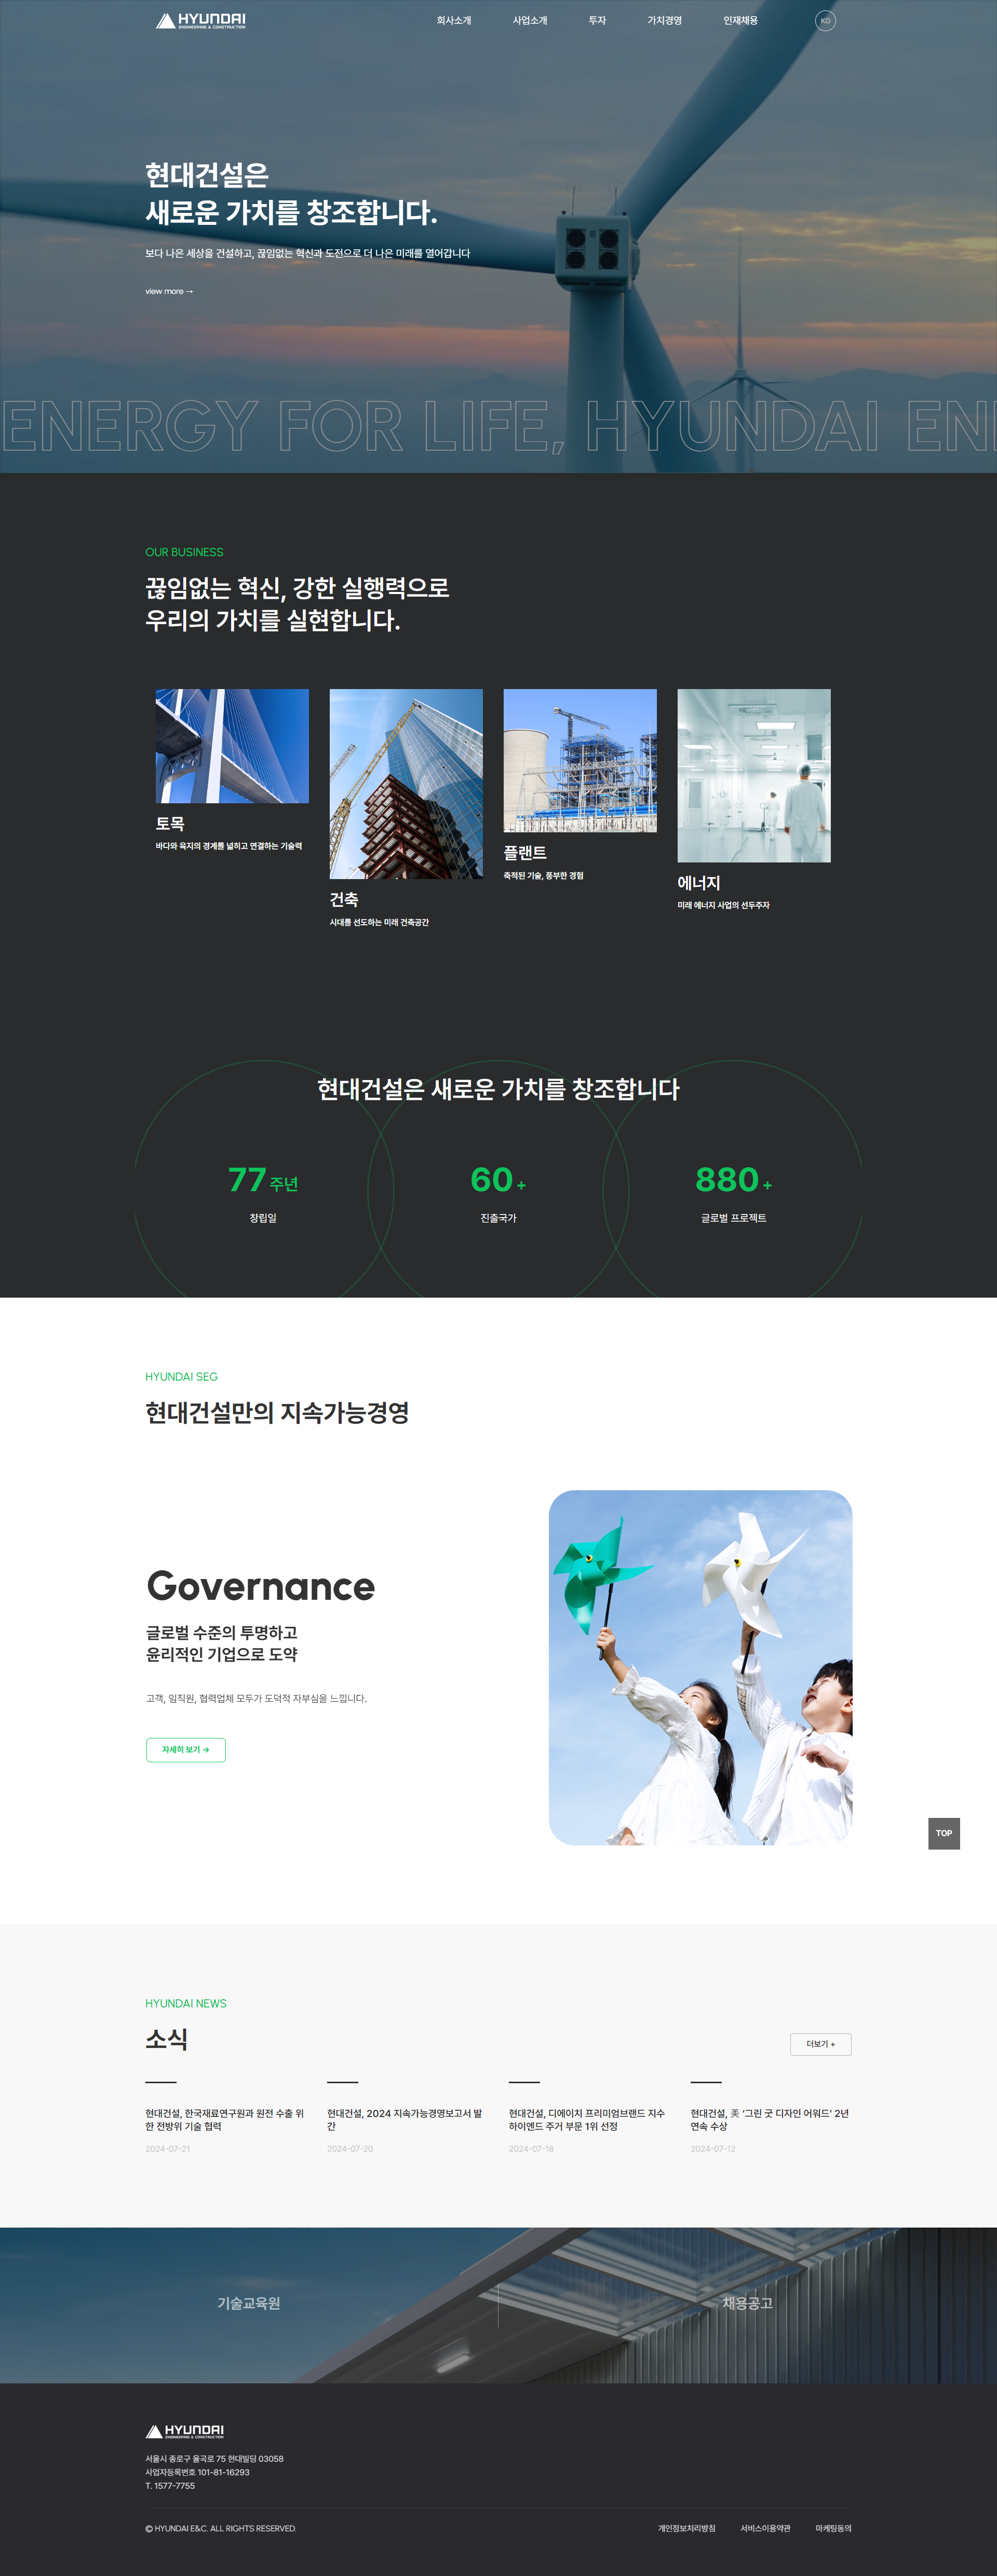 HYUNDAI
ENGINEERING & CONSTRUCTION
회사소개
사업소개
투자
가치경영
인재채용
KO
현대건설은
새로운 가치를 창조합니다.
보다 나은 세상을 건설하고, 끊임없는 혁신과 도전으로 더 나은 미래를 열어갑니다
view more →
ENERGY FOR LIFE, HYUNDAI EN
OUR BUSINESS
끊임없는 혁신, 강한 실행력으로
우리의 가치를 실현합니다.
토목
바다와 육지의 경계를 넓히고 연결하는 기술력
건축
시대를 선도하는 미래 건축공간
플랜트
축적된 기술, 풍부한 경험
에너지
미래 에너지 사업의 선두주자
현대건설은 새로운 가치를 창조합니다
77 주년
창립일
60 +
진출국가
880 +
글로벌 프로젝트
HYUNDAI SEG
현대건설만의 지속가능경영
Governance
글로벌 수준의 투명하고
윤리적인 기업으로 도약
고객, 임직원, 협력업체 모두가 도덕적 자부심을 느낍니다.
자세히 보기 →
TOP
HYUNDAI NEWS
소식
더보기 +
현대건설, 한국재료연구원과 원전 수출 위
한 전방위 기술 협력
2024-07-21
현대건설, 2024 지속가능경영보고서 발
간
2024-07-20
현대건설, 디에이치 프리미엄브랜드 지수
하이엔드 주거 부문 1위 선정
2024-07-18
현대건설, 美 ‘그린 굿 디자인 어워드’ 2년
연속 수상
2024-07-12
기술교육원
채용공고
HYUNDAI
ENGINEERING & CONSTRUCTION
서울시 종로구 율곡로 75 현대빌딩 03058
사업자등록번호 101-81-16293
T. 1577-7755
© HYUNDAI E&C. ALL RIGHTS RESERVED.
개인정보처리방침
서비스이용약관
마케팅동의